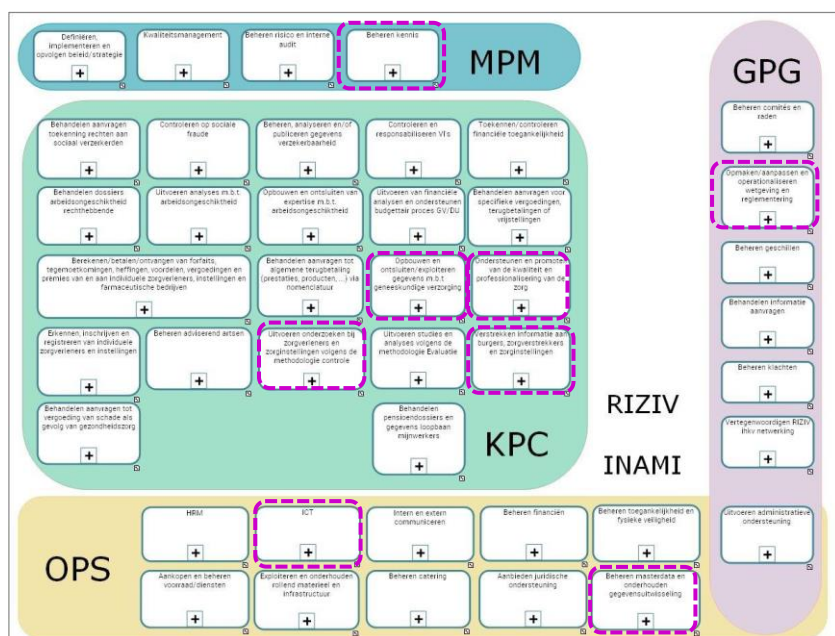 Definiëren,
implementeren en
opvolgen beleid/strategie
Kwaliteitsmanagement
Beheren risico en interne
audit
Beheren kennis
MPM
GPG
Beheren comités en
raden
Opmaken/aanpassen en
operationaliseren
wetgeving en
reglementering
Beheren geschillen
Behandelen informatie
aanvragen
Beheren klachten
Vertegenwoordigen RIZIV
ihkv netwerking
Uitvoeren administratieve
ondersteuning
Behandelen aanvragen
toekenning rechten aan
sociaal verzekerden
Controleren op sociale
fraude
Beheren, analyseren en/of
publiceren gegevens
verzekerbaarheid
Controleren en
responsabiliseren VI's
Toekennen/controleren
financiële toegankelijkheid
Behandelen dossiers
arbeidsongeschiktheid
rechthebbende
Uitvoeren analyses m.b.t.
arbeidsongeschiktheid
Opbouwen en ontsluiten van
expertise m.b.t.
arbeidsongeschiktheid
Uitvoeren van financiële
analysen en ondersteunen
budgettair proces GV/DU
Behandelen aanvragen voor
specifieke vergoedingen,
terugbetalingen of
vrijstellingen
Berekenen/betalen/ontvangen van forfaits,
tegemoetkomingen, heffingen, voordelen, vergoedingen en
premies van en aan individuele zorgverleners, instellingen en
farmaceutische bedrijven
Behandelen aanvragen tot
algemene terugbetaling
(prestaties, producten, ...) via
nomenclatuur
Opbouwen en
ontsluiten/exploiteren
gegevens m.b.t
geneeskundige verzorging
Ondersteunen en promoten
van de kwaliteit en
professionalisering van de
zorg
Erkennen, inschrijven en
registreren van individuele
zorgverleners en instellingen
Beheren adviserend artsen
Uitvoeren onderzoeken bij
zorgverleners en
zorginstellingen volgens de
methodologie controle
Uitvoeren studies en
analyses volgens de
methodologie Evaluatie
Verstrekken informatie aan
burgers, zorgverstrekkers
en zorginstellingen
Behandelen aanvragen tot
vergoeding van schade als
gevolg van gezondheidszorg
Behandelen
pensioendossiers en
gegevens loopbaan
mijnwerkers
KPC
RIZIV
INAMI
OPS
HRM
ICT
Intern en extern
communiceren
Beheren financiën
Beheren toegankelijkheid en
fysieke veiligheid
Aankopen en beheren
voorraad/diensten
Exploiteren en onderhouden
rollend materieel en
infrastructuur
Beheren catering
Aanbieden juridische
ondersteuning
Beheren masterdata en
onderhouden
gegevensuitwisseling